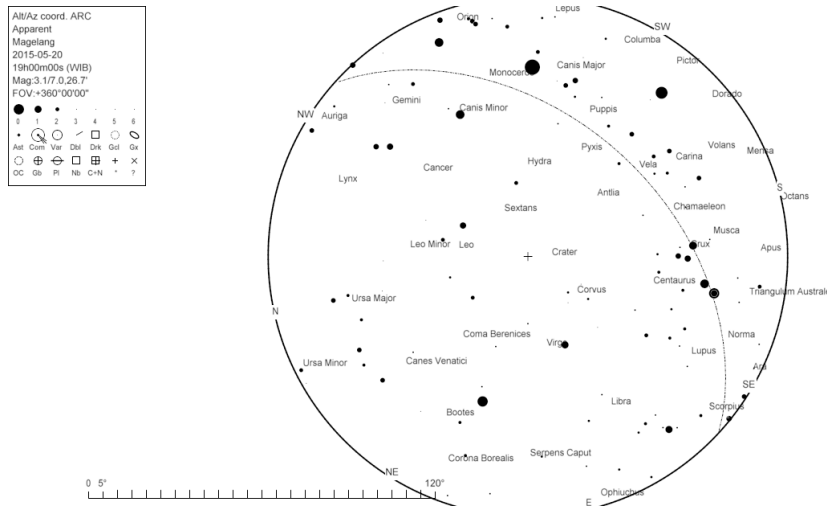 Alt/Az coord. ARC
Apparent
Magelang
2015-05-20
19h00m00s (WIB)
Mag:3.1/7.0,26.7'
FOV:+360°00'00"
0 1 2 3 4 5 6
Ast Com Var Dbl Drk Gcl Gx
OC Gb Pl Nb C+N * ?
Lepus
Orion
SW
Columba
Pictor
Canis Major
Monoceros
Dorado
Gemini
Canis Minor
Puppis
NW
Auriga
Volans
Mensa
Pyxis
Carina
Hydra
Vela
Cancer
Lynx
S
Octans
Antlia
Sextans
Chamaeleon
Musca
Leo Minor
Leo
Crux
Apus
Crater
Centaurus
Corvus
Triangulum Australe
Ursa Major
N
Coma Berenices
Norma
Virgo
Lupus
Ursa Minor
Canes Venatici
Ara
SE
Libra
Scorpius
Bootes
Corona Borealis
Serpens Caput
NE
0 5°
120°
Ophiuchus
E